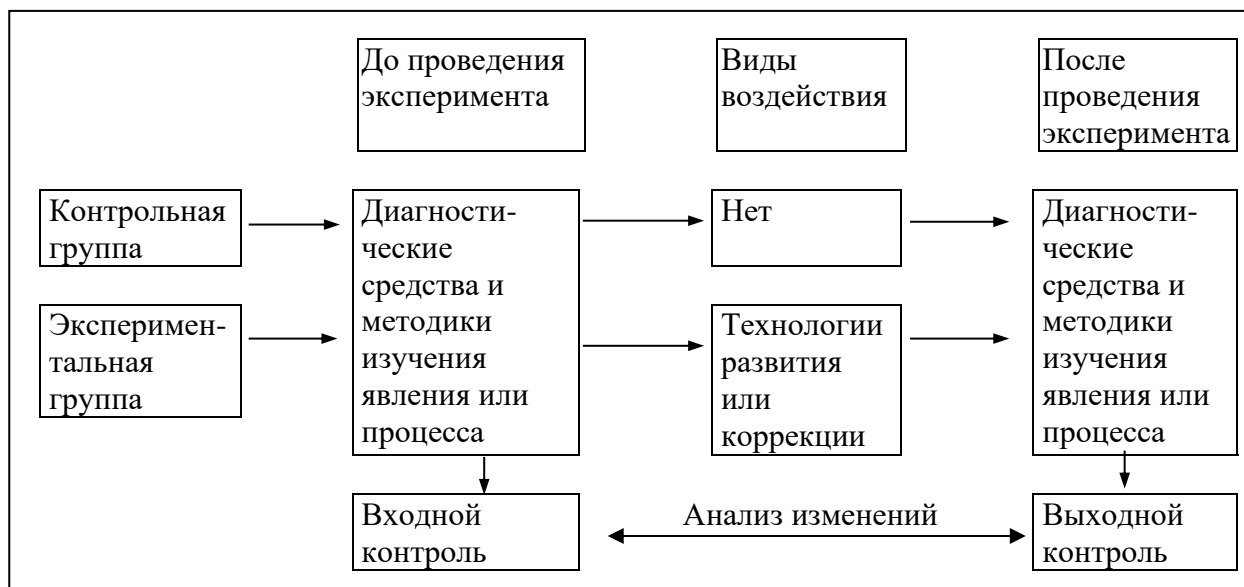 До проведения
эксперимента
Виды
воздействия
После
проведения
эксперимента
Контрольная
группа
Диагности-
ческие
средства и
методики
изучения
явления или
процесса
Нет
Диагности-
ческие
средства и
методики
изучения
явления или
процесса
Эксперимен-
тальная
группа
Технологии
развития
или
коррекции
Входной
контроль
Анализ изменений
Выходной
контроль